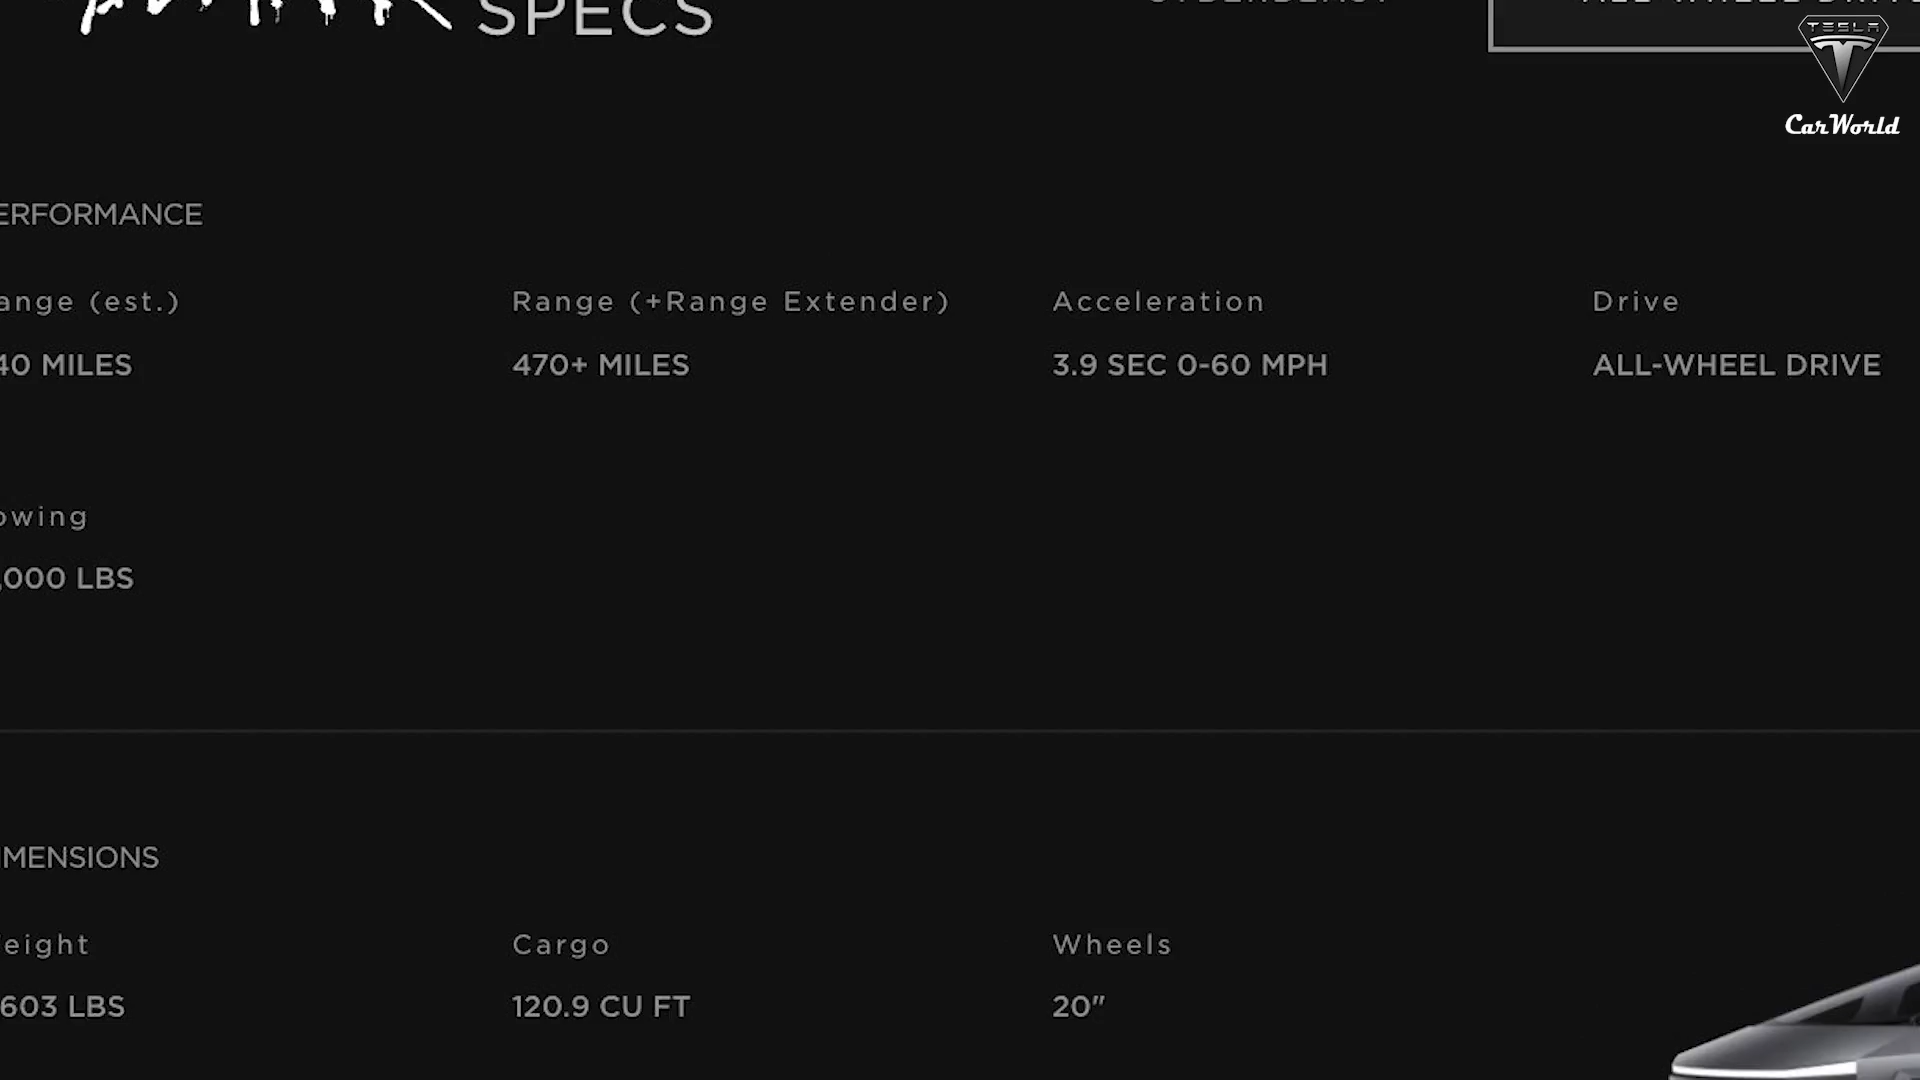 SPECS
TESLA
CarWorld
ERFORMANCE
ange (est.)
Range (+Range Extender)
Acceleration
Drive
40 MILES
470+ MILES
3.9 SEC 0-60 MPH
ALL-WHEEL DRIVE
owing
,000 LBS
IMENSIONS
eight
Cargo
Wheels
603 LBS
120.9 CU FT
20"